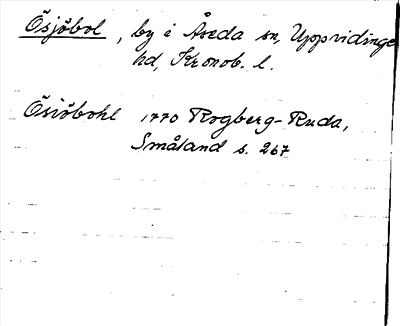 Ösjöbol, by i Åseda sn, Uppvidinge
hd, Kronob. l.
Ösiöbohl 1770 Rogberg-Ruda,
Småland s. 267